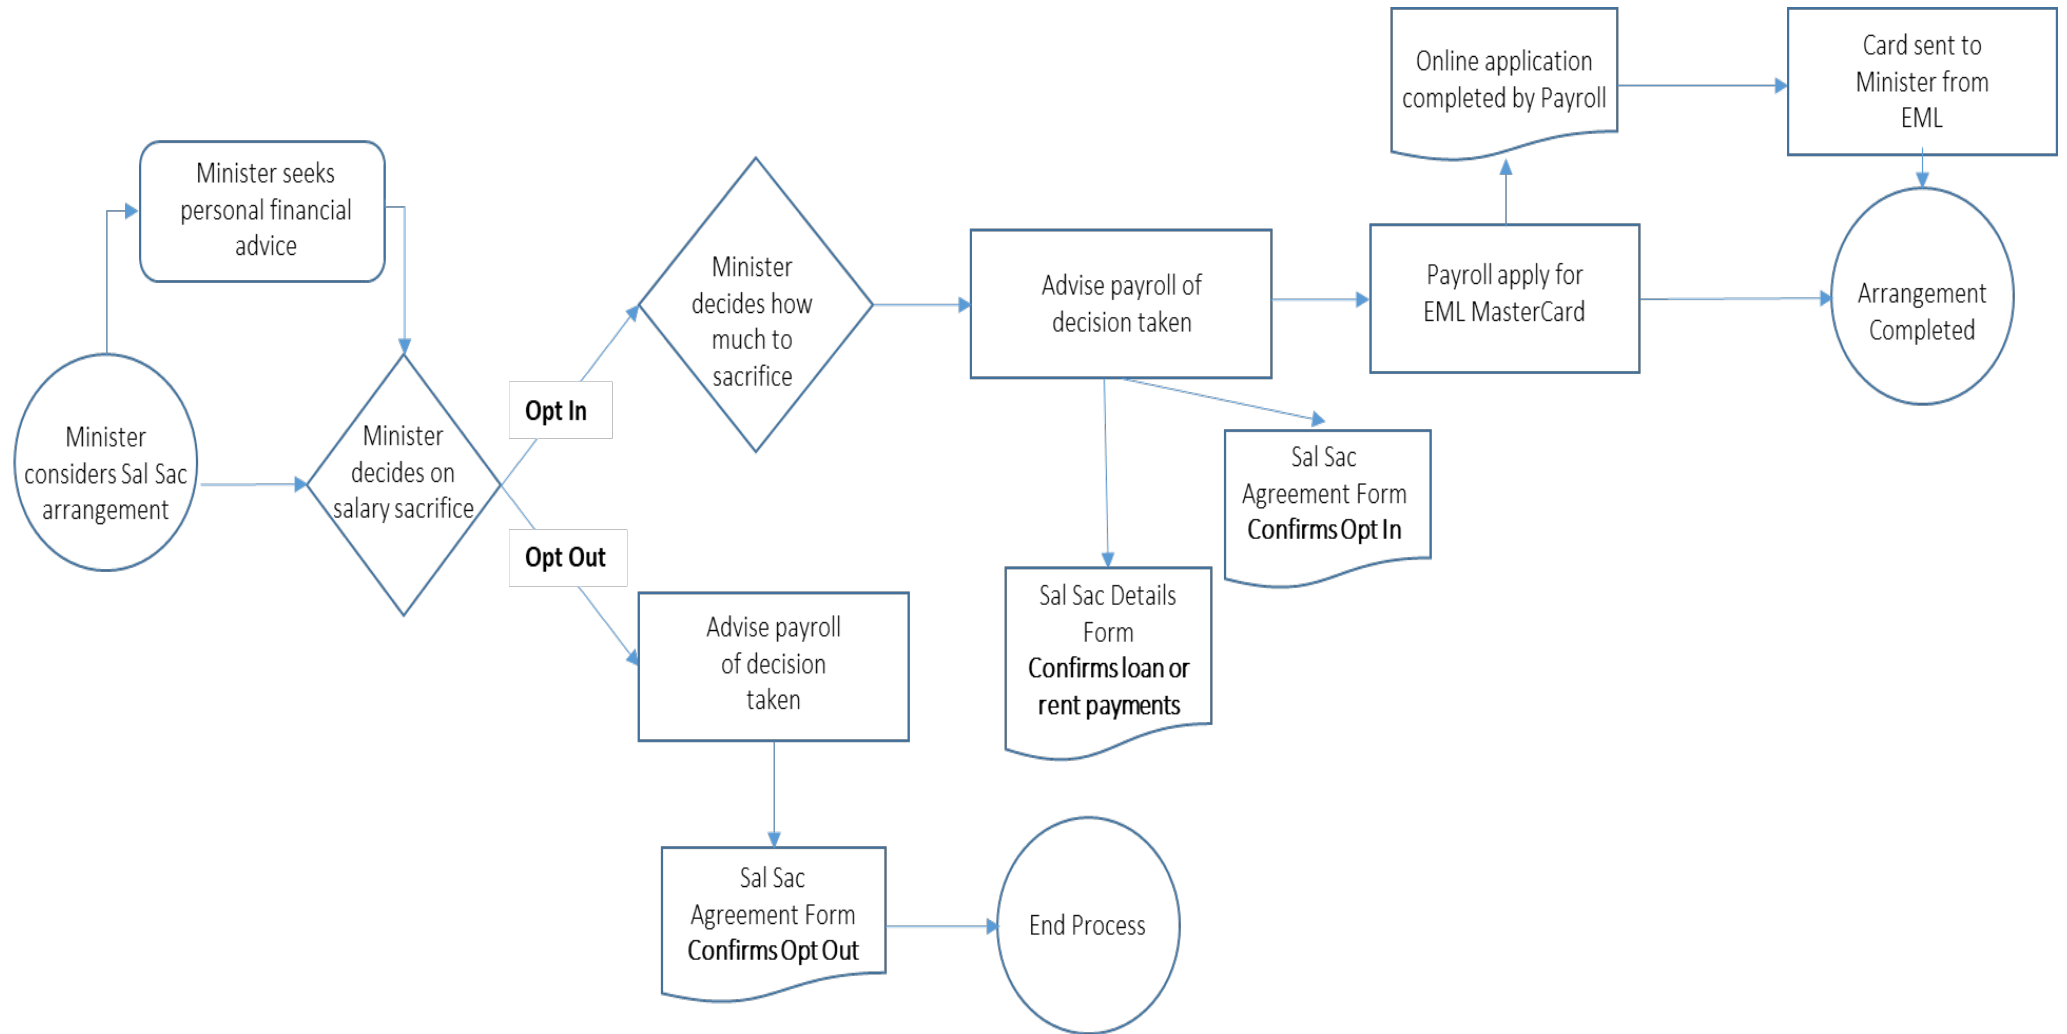 Minister
considers Sal Sac
arrangement
Minister seeks
personal financial
advice
Minister
decides on
salary sacrifice
Opt In
Opt Out
Minister
decides how
much to
sacrifice
Advise payroll of
decision taken
Sal Sac
Agreement Form
Confirms Opt In
Sal Sac Details
Form
Confirms loan or
rent payments
Payroll apply for
EML MasterCard
Online application
completed by Payroll
Card sent to
Minister from
EML
Arrangement
Completed
Advise payroll
of decision
taken
Sal Sac
Agreement Form
Confirms Opt Out
End Process